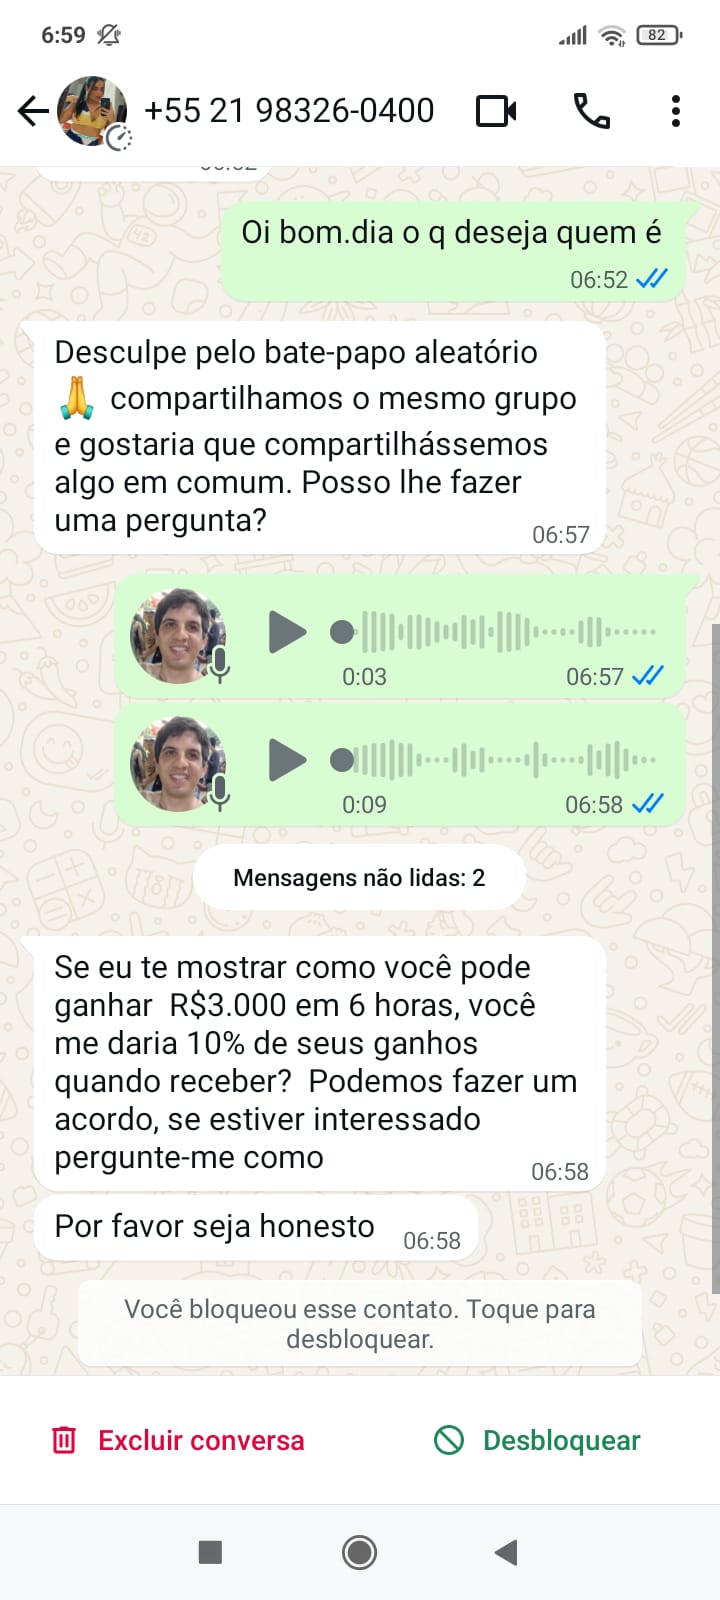 6:59
82
+55 21 98326-0400
Oi bom.dia o q deseja quem é
06:52
Desculpe pelo bate-papo aleatório
🙏 compartilhamos o mesmo grupo
e gostaria que compartilhássemos
algo em comum. Posso lhe fazer
uma pergunta?
06:57
0:03
06:57
0:09
06:58
Mensagens não lidas: 2
Se eu te mostrar como você pode
ganhar  R$3.000 em 6 horas, você
me daria 10% de seus ganhos
quando receber?  Podemos fazer um
acordo, se estiver interessado
pergunte-me como
06:58
Por favor seja honesto
06:58
Você bloqueou esse contato. Toque para
desbloquear.
Excluir conversa
Desbloquear